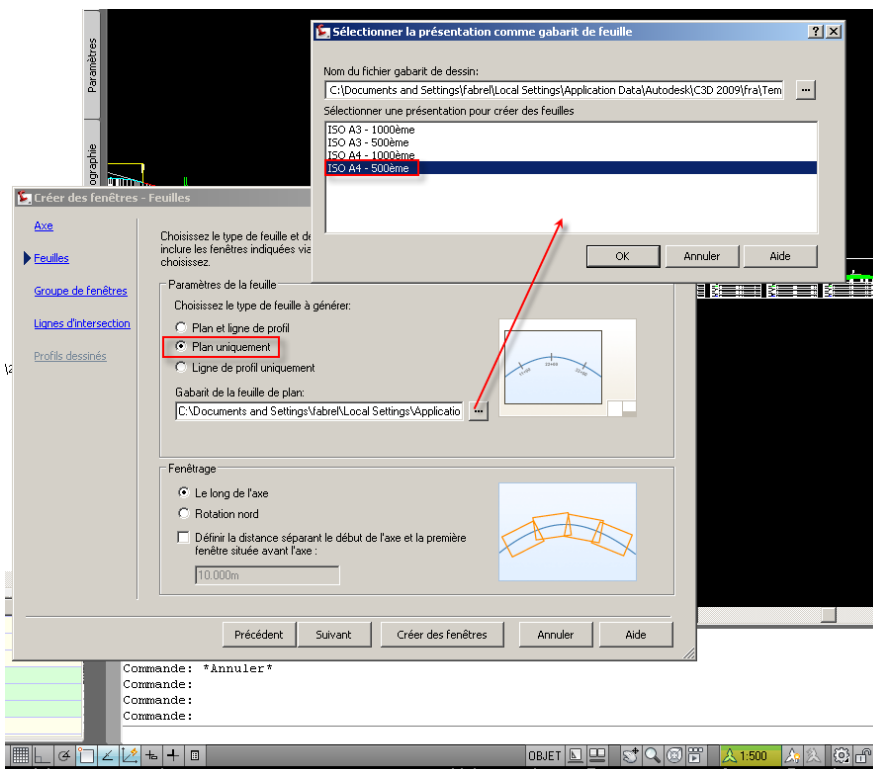 Paramètres
ographie
Sélectionner la présentation comme gabarit de feuille
Nom du fichier gabarit de dessin:
C:\Documents and Settings\fabrel\Local Settings\Application Data\Autodesk\C3D 2009\fra\Tem
...
Sélectionner une présentation pour créer des feuilles
ISO A3 - 1000ème
ISO A3 - 500ème
ISO A4 - 1000ème
ISO A4 - 500ème
OK
Annuler
Aide
Créer des fenêtres - Feuilles
Axe
Feuilles
Groupe de fenêtres
Lignes d'intersection
Profils dessinés
Choisissez le type de feuille et de
inclure les fenêtres indiquées via
choisissez.
Paramètres de la feuille
Choisissez le type de feuille à générer:
Plan et ligne de profil
Plan uniquement
Ligne de profil uniquement
Gabarit de la feuille de plan:
C:\Documents and Settings\fabrel\Local Settings\Applicatio
...
Fenêtrage
Le long de l'axe
Rotation nord
Définir la distance séparant le début de l'axe et la première
fenêtre située avant l'axe :
10.000m
Précédent
Suivant
Créer des fenêtres
Annuler
Aide
Commande: *Annuler*
Commande:
Commande:
Commande:
OBJET
1:500